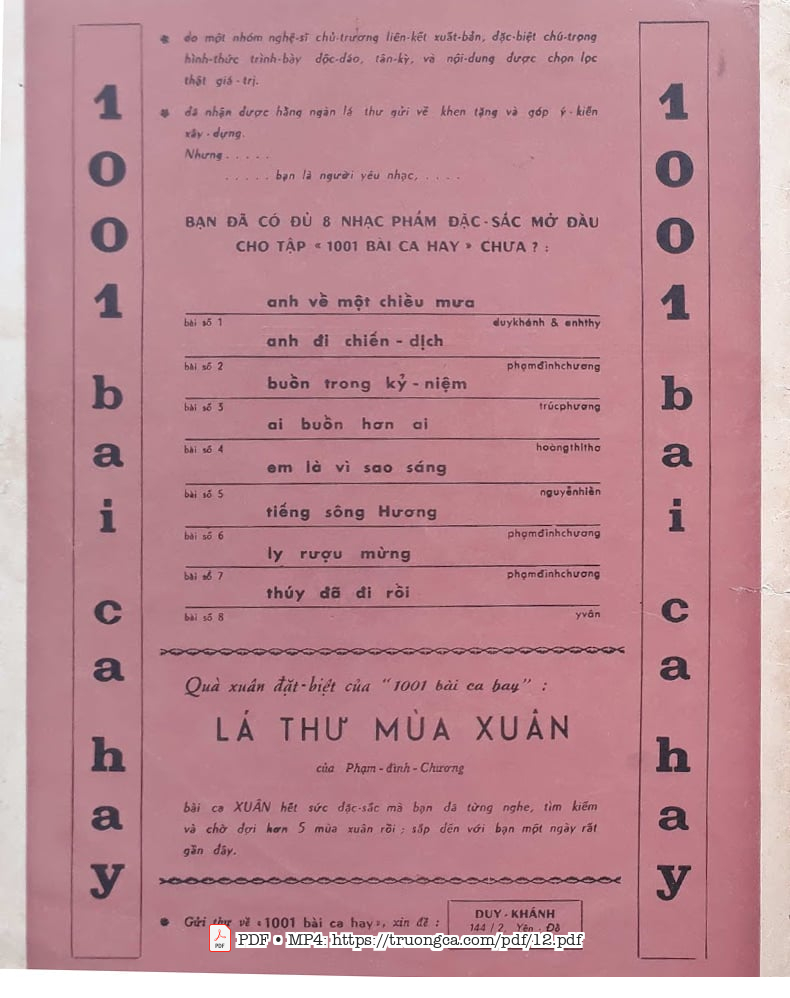 1001 bai ca hay
do một nhóm nghệ-sĩ chủ-trương liên-kết xuất-bản, đặc-biệt chú-trọng
hình-thức trình-bày độc-đáo, tân-kỳ, và nội-dung được chọn lọc
thật giá-trị.
đã nhận được hằng ngàn lá thư gửi về khen tặng và góp ý-kiến
xây-dựng.
Nhưng . . . . .
. . . . . bạn là người yêu nhạc, . . . .
BẠN ĐÃ CÓ ĐỦ 8 NHẠC PHẨM ĐẶC-SẮC MỞ ĐẦU
CHO TẬP « 1001 BÀI CA HAY » CHƯA ? :
anh về một chiều mưa
bài số 1 duykhánh & anhthy
anh đi chiến-dịch
bài số 2 phạmđìnhchương
buồn trong kỷ-niệm
bài số 3 trúcphương
ai buồn hơn ai
bài số 4 hoàngthithơ
em là vì sao sáng
bài số 5 nguyễnhiền
tiếng sông Hương
bài số 6 phạmđìnhchương
ly rượu mừng
bài số 7 phạmđìnhchương
thúy đã đi rồi
bài số 8 yvân
Quà xuân đặt-biệt của "1001 bài ca hay" :
LÁ THƯ MÙA XUÂN
của Phạm-đình-Chương
bài ca XUÂN hết sức đặc-sắc mà bạn đã từng nghe, tìm kiếm
và chờ đợi hơn 5 mùa xuân rồi ; sắp đến với bạn một ngày rất
gần đây.
Gửi thư về «1001 bài ca hay», xin đề :
DUY-KHÁNH
144/2, Yên-Đỗ
PDF • MP4: https://truongca.com/pdf/12.pdf
1001 bai ca hay